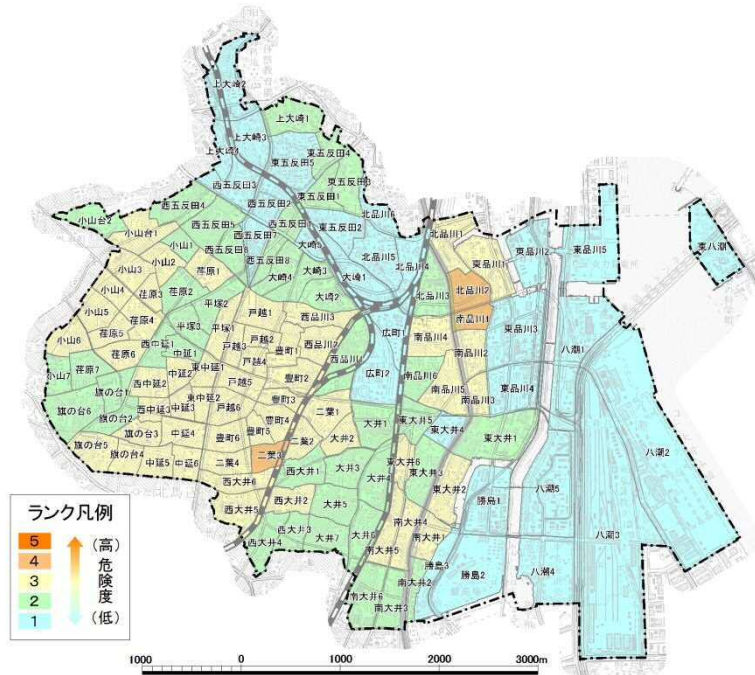 上大崎2
上大崎1
上大崎3
上大崎4
東五反田4
東五反田5
東五反田3
西五反田3
東五反田1
西五反田4
西五反田2
小山台2
西五反田5
西五反田1
東五反田2
北品川6
小山台1
西五反田7
大崎5
北品川5
北品川1
東品川1
東品川2
東品川5
東八潮
小山1
西五反田6
西五反田8
北品川4
小山3
小山2
荏原1
大崎4
大崎3
大崎1
小山4
荏原3
荏原2
大崎2
北品川3
北品川2
平塚2
小山5
荏原4
平塚3
平塚1
戸越1
西品川3
広町1
南品川1
東品川3
荏原5
戸越2
西品川2
南品川4
八潮1
小山6
荏原6
西中延1
中延1
戸越3
戸越4
豊町1
西品川1
南品川2
小山7
荏原7
東中延1
豊町2
広町2
南品川6
南品川5
東品川4
旗の台1
西中延2
中延2
戸越5
豊町3
南品川3
旗の台6
旗の台2
西中延3
中延3
東中延2
戸越6
豊町4
二葉1
大井1
東大井5
東大井4
旗の台3
中延4
豊町6
豊町5
二葉2
大井2
東大井1
旗の台5
旗の台4
中延5
中延6
二葉4
二葉3
西大井1
大井3
大井4
東大井6
東大井3
八潮2
西大井6
西大井2
大井5
東大井2
勝島1
八潮5
西大井5
西大井3
大井7
大井6
南大井4
南大井1
八潮3
西大井4
南大井5
南大井2
勝島3
勝島2
八潮4
南大井6
南大井3
ランク凡例
5
4
3
2
1
(高)
危険度
(低)
1000
0
1000
2000
3000m